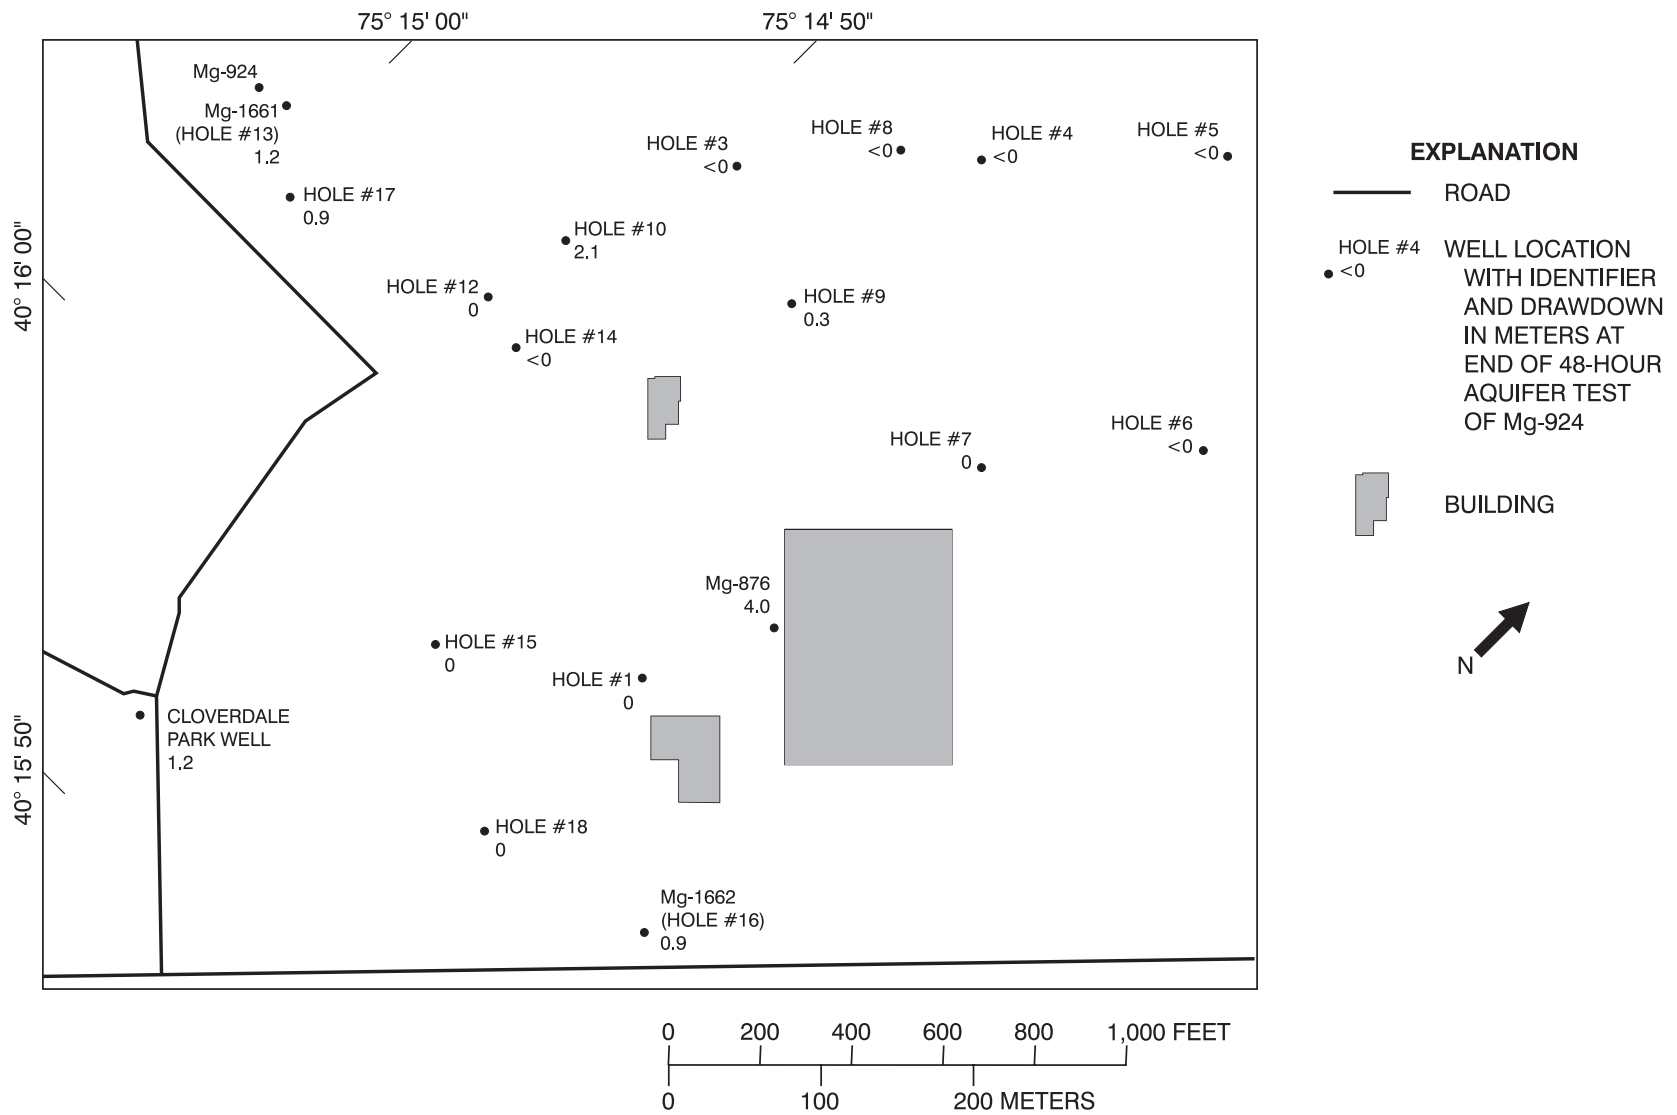 75° 15' 00"
75° 14' 50"
Mg-924
Mg-1661
(HOLE #13)
1.2
HOLE #17
0.9
HOLE #3
<0
HOLE #8
<0
HOLE #4
<0
HOLE #5
<0
HOLE #10
2.1
HOLE #12
0
HOLE #14
<0
HOLE #9
0.3
HOLE #7
0
HOLE #6
<0
40° 16' 00"
Mg-876
4.0
HOLE #15
0
HOLE #1
0
CLOVERDALE
PARK WELL
1.2
40° 15' 50"
HOLE #18
0
Mg-1662
(HOLE #16)
0.9
EXPLANATION
ROAD
HOLE #4
<0
WELL LOCATION
WITH IDENTIFIER
AND DRAWDOWN
IN METERS AT
END OF 48-HOUR
AQUIFER TEST
OF Mg-924
BUILDING
N
0 200 400 600 800 1,000 FEET
0 100 200 METERS